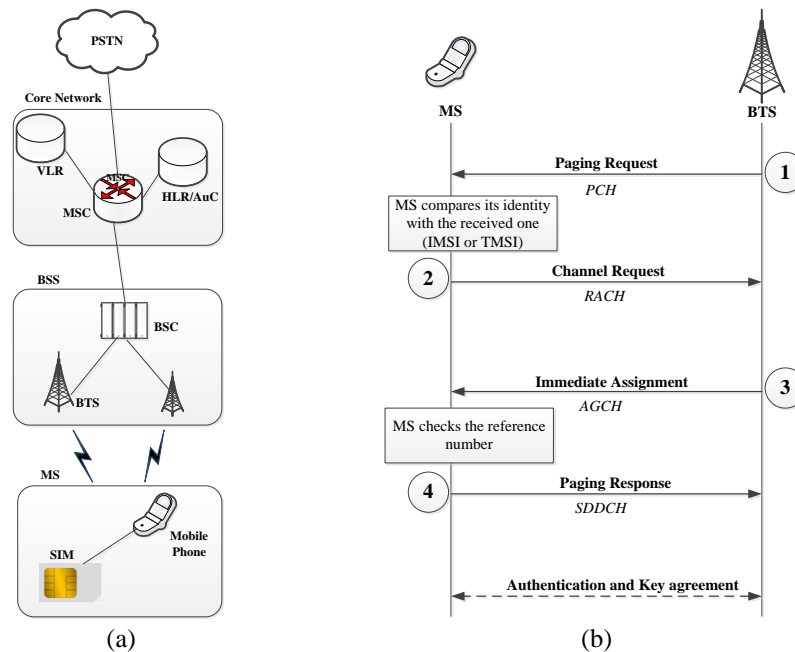 PSTN
Core Network
VLR
MSC
MSC
HLR/AuC
BSS
BSC
BTS
MS
Mobile
Phone
SIM
(a)
MS
BTS
Paging Request
1
PCH
MS compares its identity
with the received one
(IMSI or TMSI)
2
Channel Request
RACH
Immediate Assignment
3
AGCH
MS checks the reference
number
4
Paging Response
SDDCH
Authentication and Key agreement
(b)